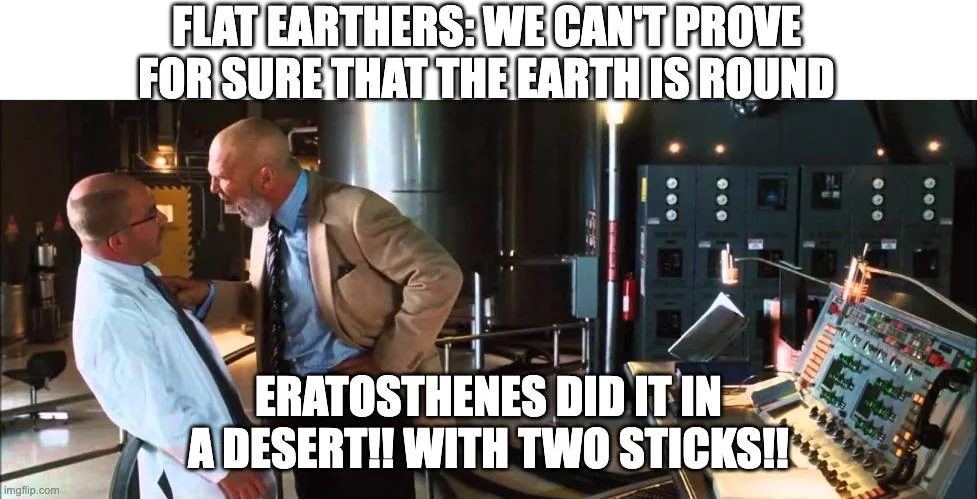 FLAT EARTHERS: WE CAN'T PROVE
FOR SURE THAT THE EARTH IS ROUND
ERATOSTHENES DID IT IN
A DESERT!! WITH TWO STICKS!!
imgflip.com